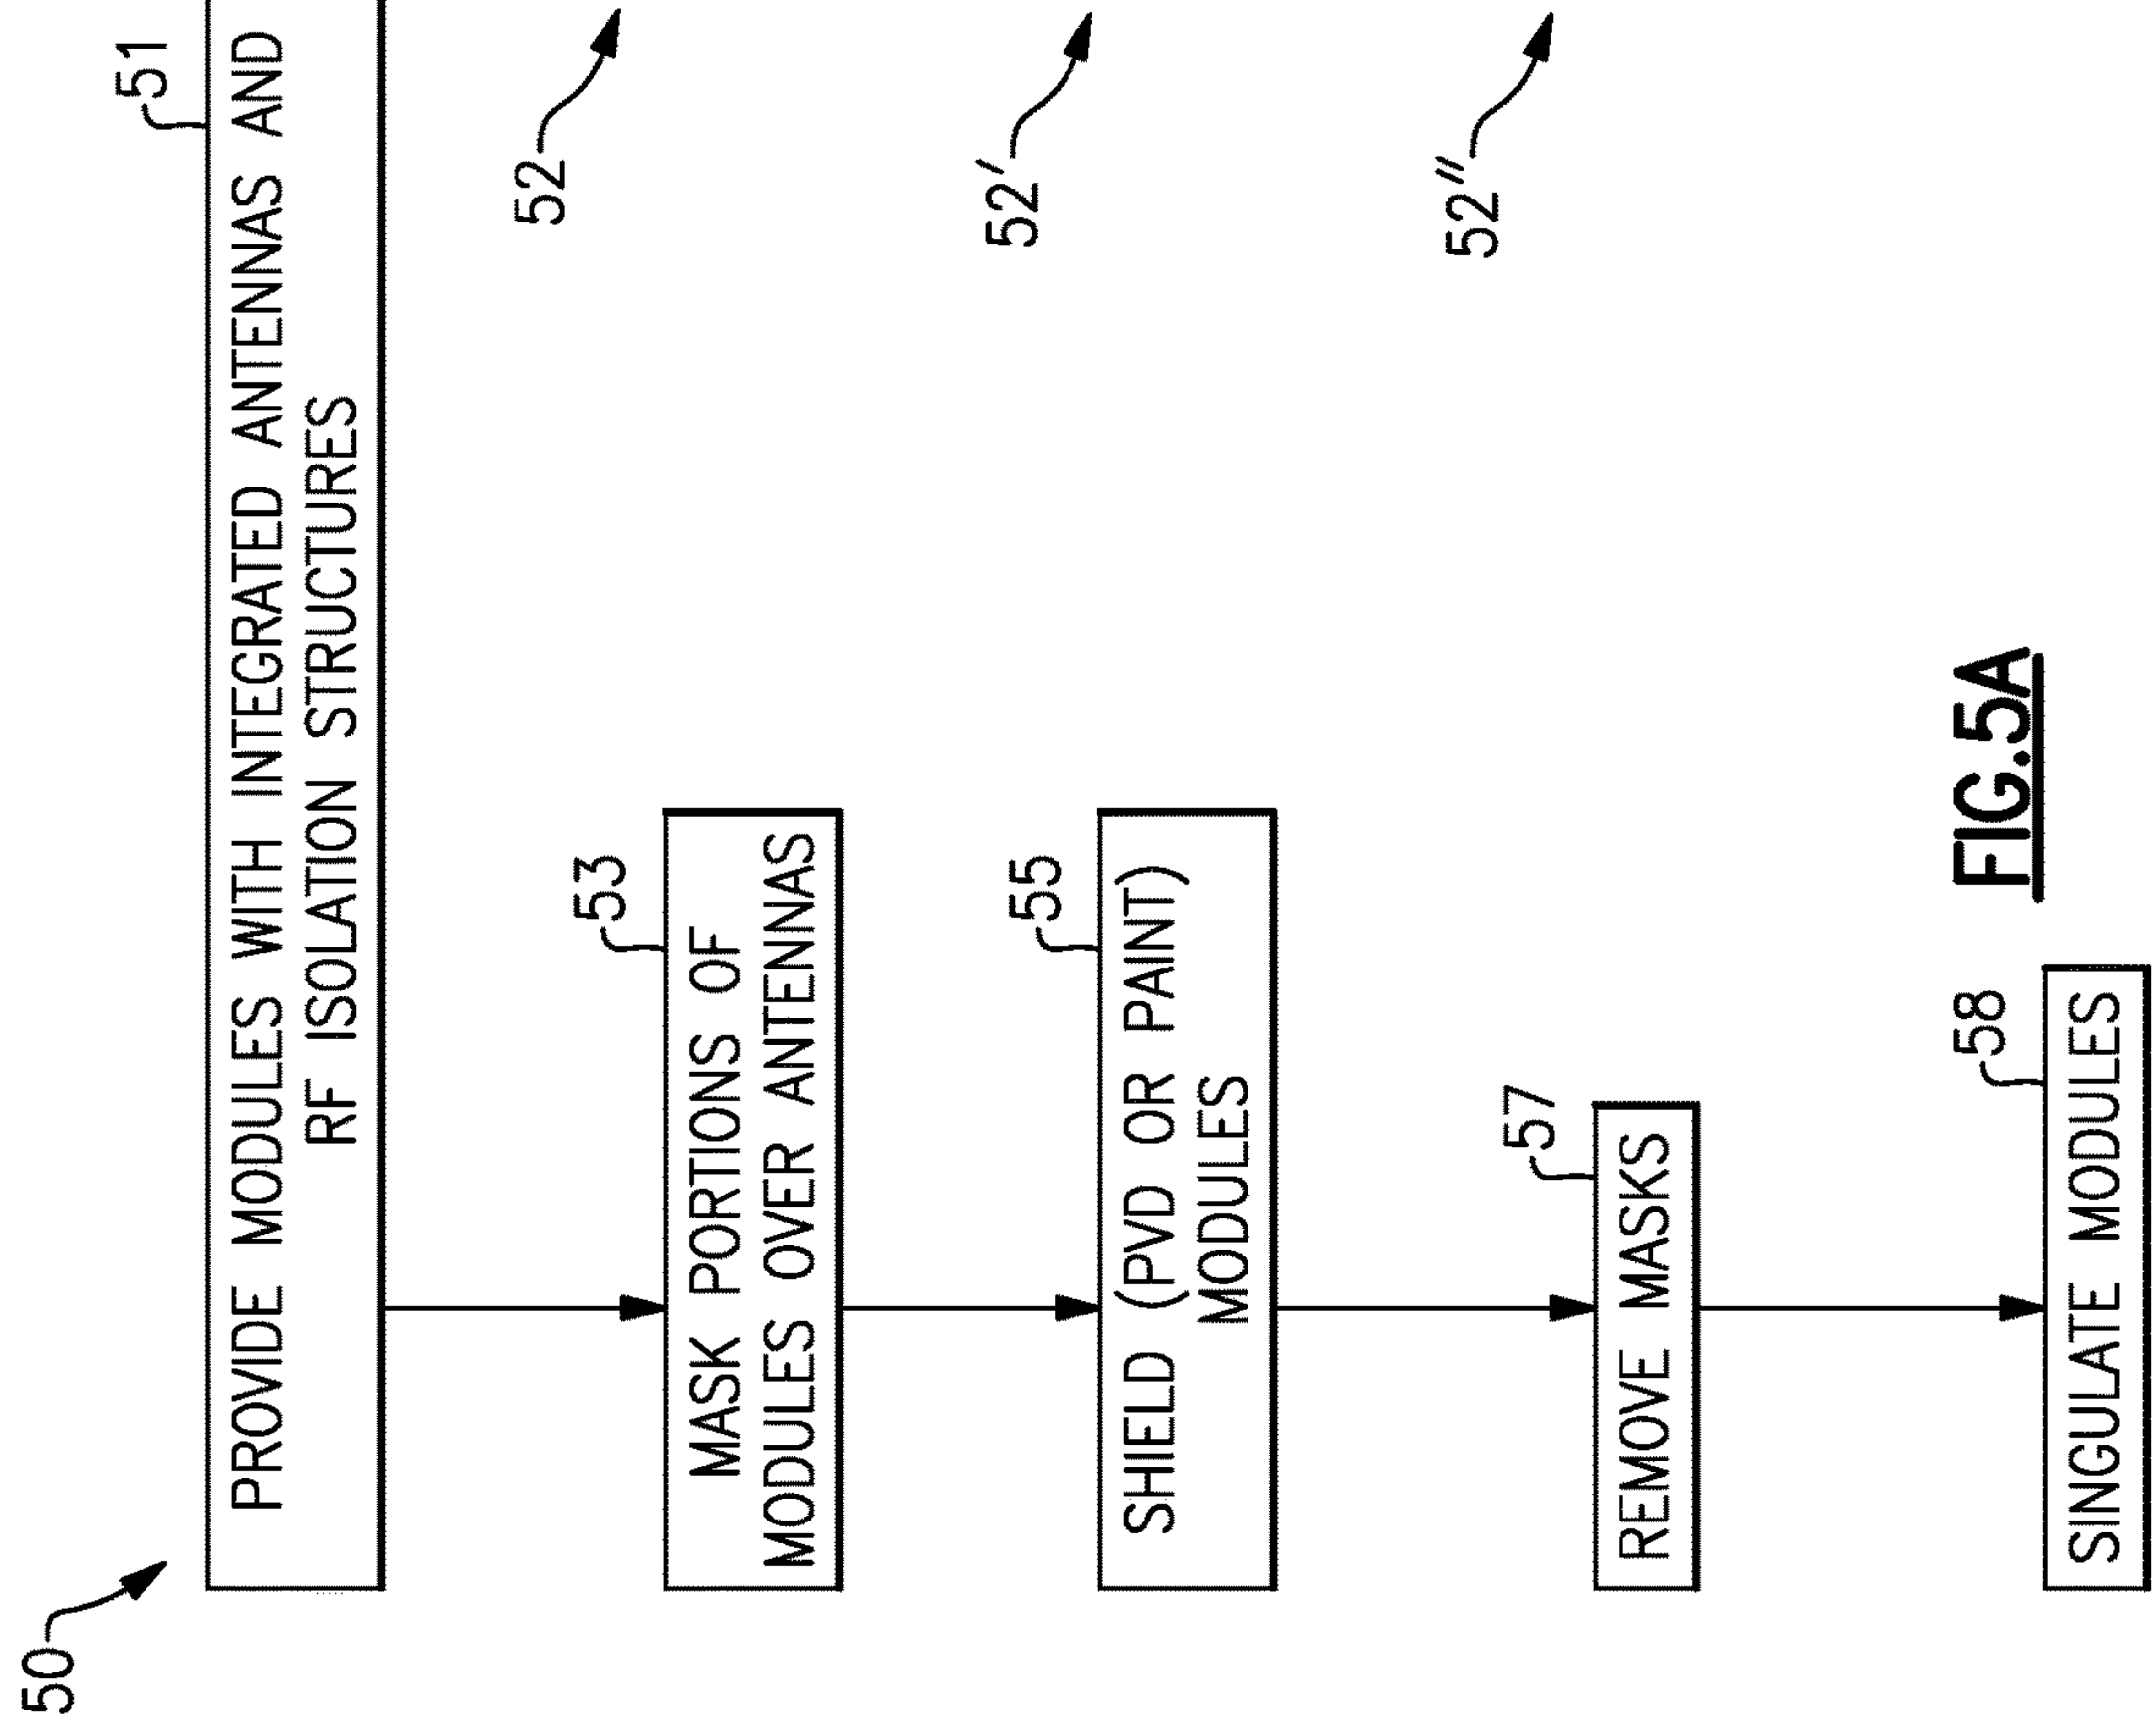 50
51
PROVIDE MODULES WITH INTEGRATED ANTENNAS AND
RF ISOLATION STRUCTURES
52
53
MASK PORTIONS OF
MODULES OVER ANTENNAS
52′
55
SHIELD (PVD OR PAINT)
MODULES
52″
57
REMOVE MASKS
58
SINGULATE MODULES
FIG.5A